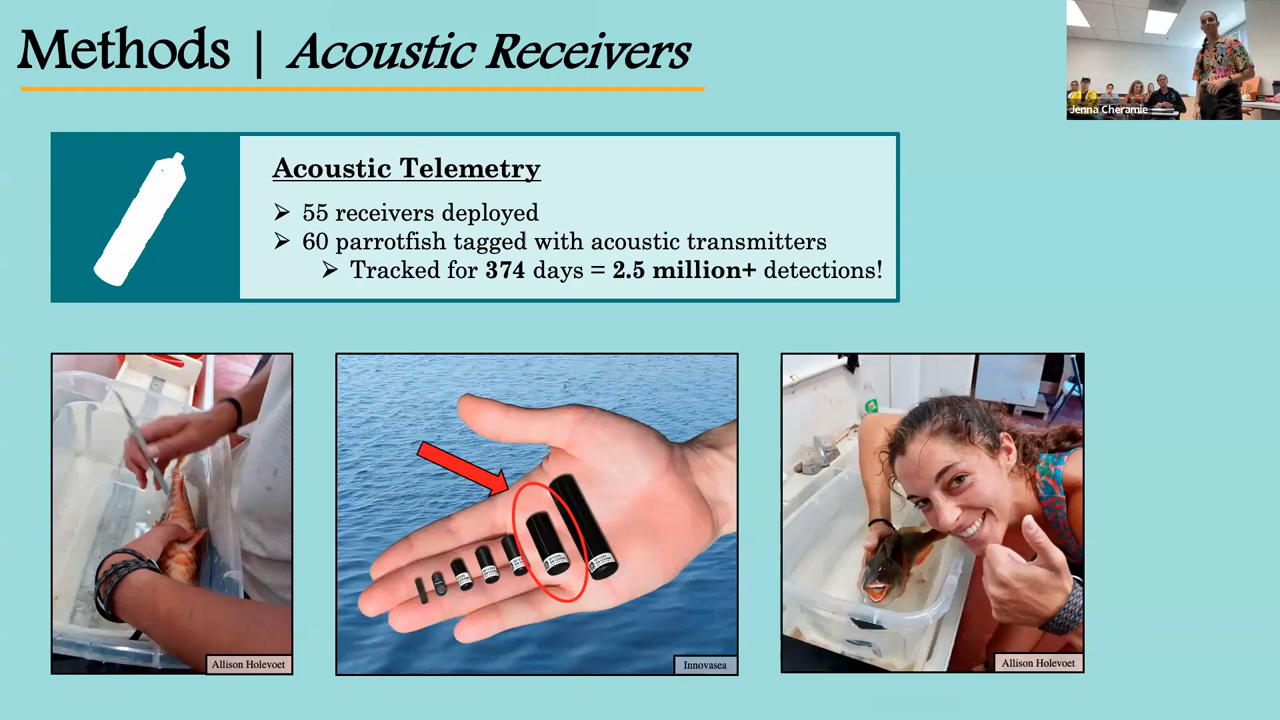 Methods | Acoustic Receivers
Jenna Cheramie
Acoustic Telemetry
➢ 55 receivers deployed
➢ 60 parrotfish tagged with acoustic transmitters
➢ Tracked for 374 days = 2.5 million+ detections!
Allison Holevoet
Innovasea
Allison Holevoet